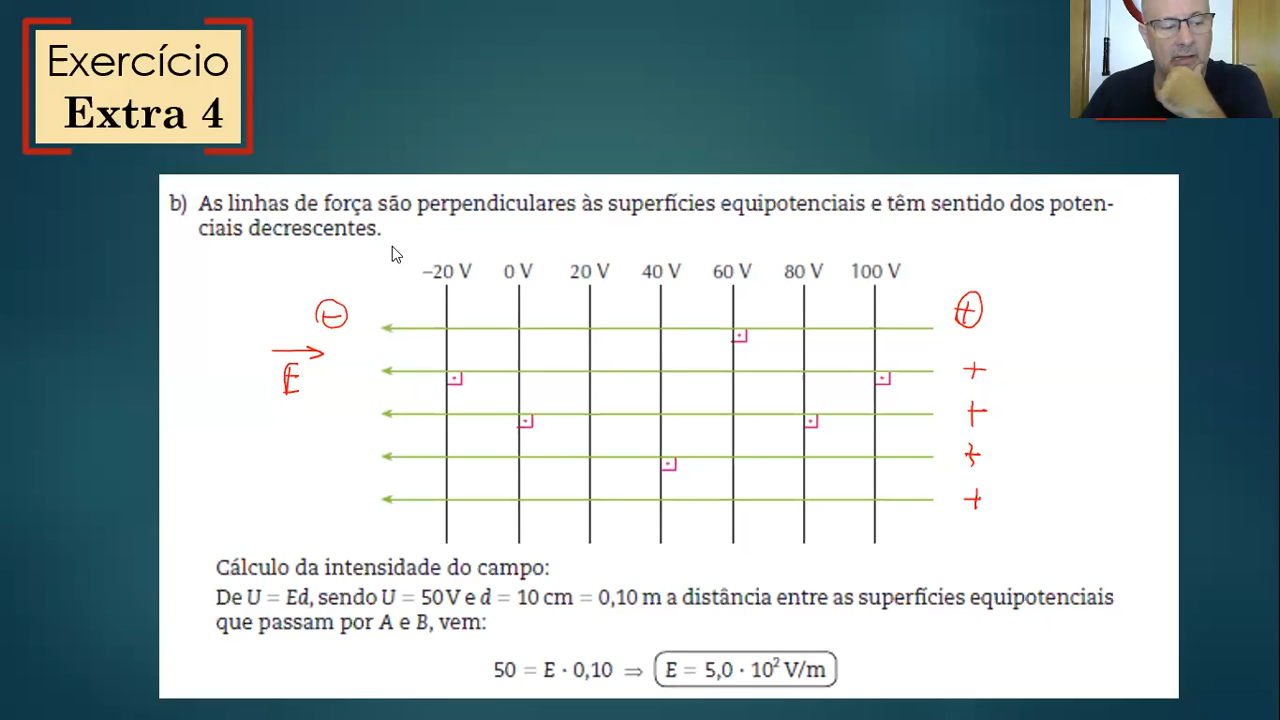 Exercício
Extra 4
b) As linhas de força são perpendiculares às superfícies equipotenciais e têm sentido dos poten-
ciais decrescentes.
–20 V 0 V 20 V 40 V 60 V 80 V 100 V
− +
E
+
+
+
+
Cálculo da intensidade do campo:
De U = Ed, sendo U = 50 V e d = 10 cm = 0,10 m a distância entre as superfícies equipotenciais
que passam por A e B, vem:
50 = E · 0,10 ⇒ E = 5,0 · 10² V/m